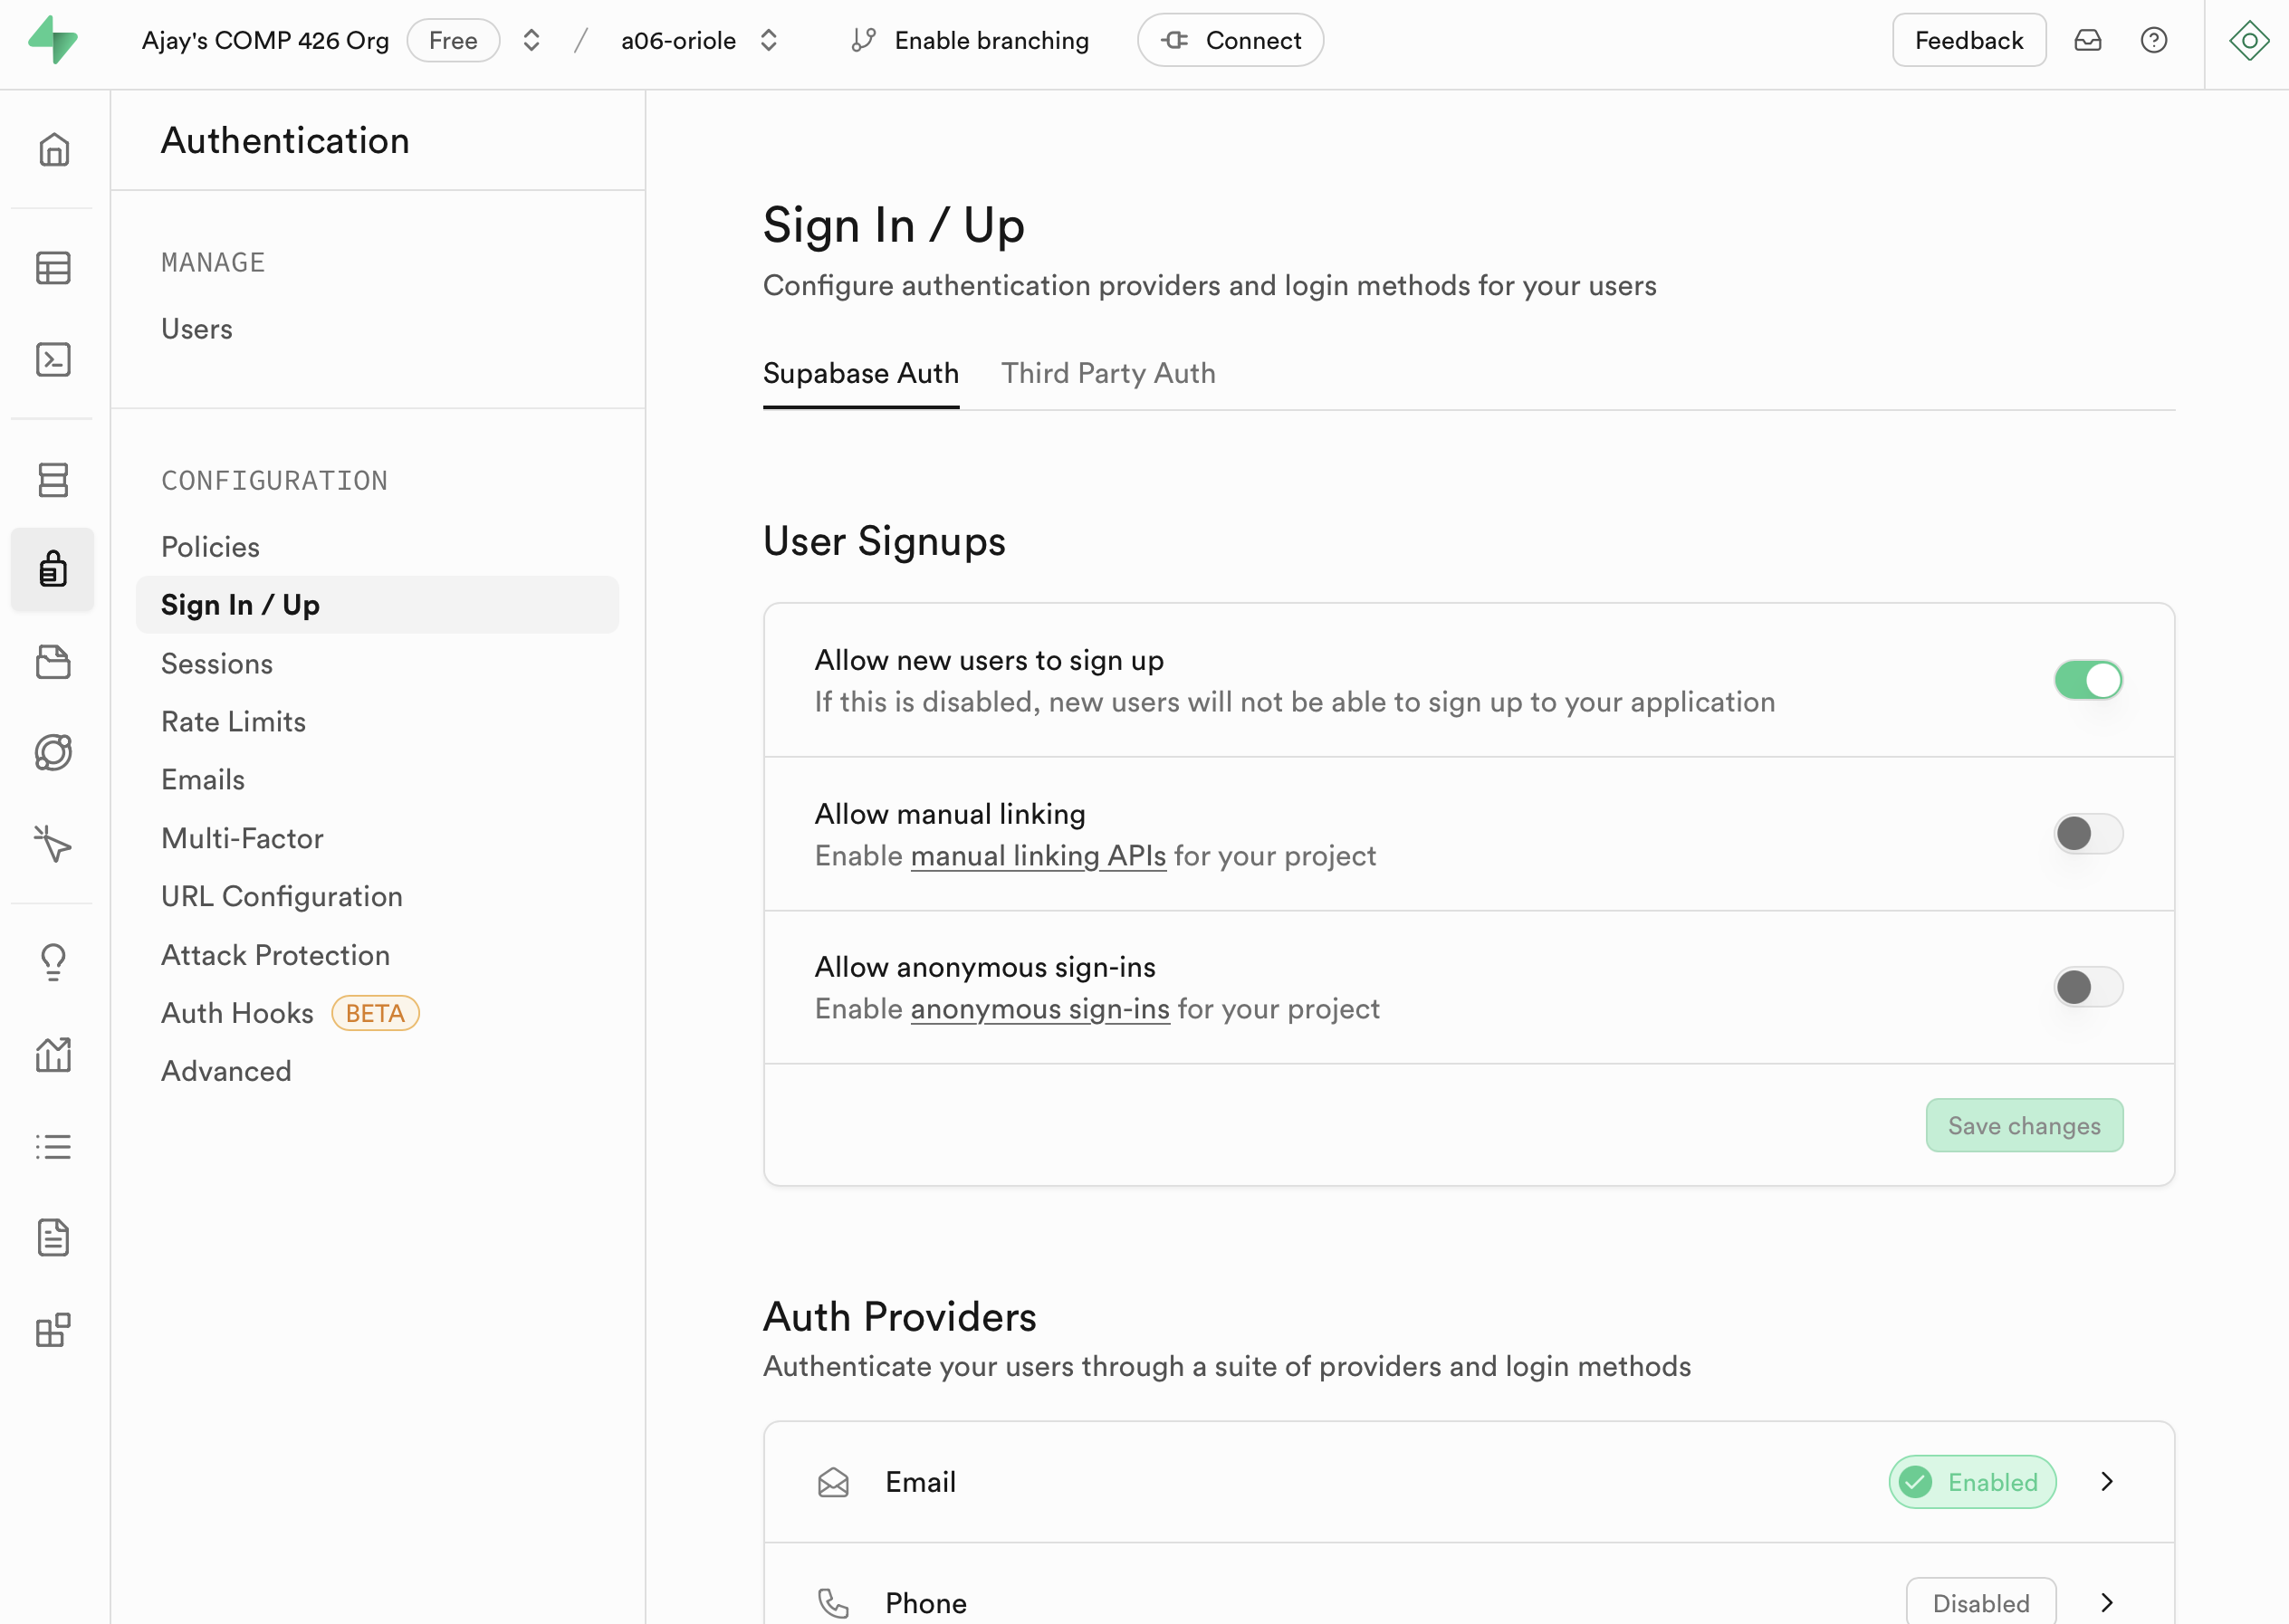 Ajay's COMP 426 Org Free / a06-oriole Enable branching Connect Feedback
Authentication
MANAGE
Users
CONFIGURATION
Policies
Sign In / Up
Sessions
Rate Limits
Emails
Multi-Factor
URL Configuration
Attack Protection
Auth Hooks BETA
Advanced
Sign In / Up
Configure authentication providers and login methods for your users
Supabase Auth Third Party Auth
User Signups
Allow new users to sign up
If this is disabled, new users will not be able to sign up to your application
Allow manual linking
Enable manual linking APIs for your project
Allow anonymous sign-ins
Enable anonymous sign-ins for your project
Save changes
Auth Providers
Authenticate your users through a suite of providers and login methods
Email Enabled
Phone Disabled